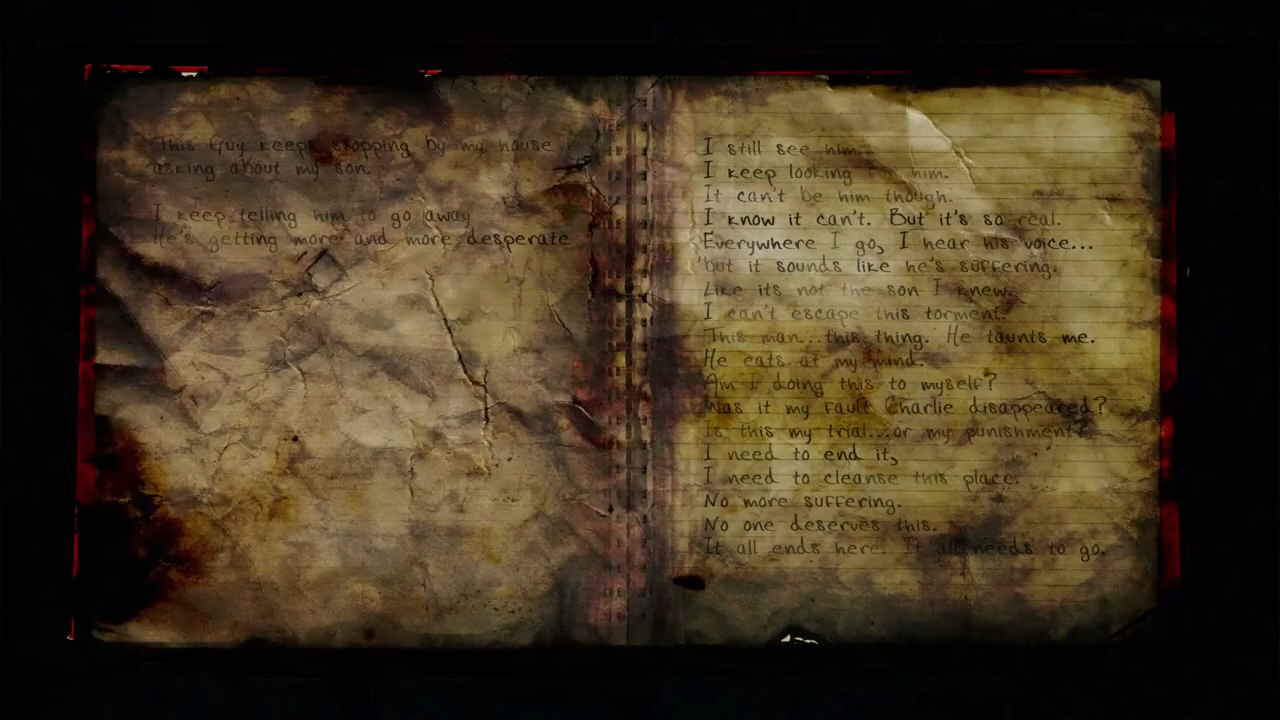 This Guy keeps stopping by my house
asking about my son.
I keep telling him to go away
He's getting more and more desperate
I still see him.
I keep looking for him.
It can't be him though.
I know it can't. But it's so real.
Everywhere I go, I hear his voice...
but it sounds like he's suffering.
Like its not the son I knew.
I can't escape this torment.
This man...this thing. He taunts me.
He eats at my mind.
Am I doing this to myself?
Was it my fault Charlie disappeared?
Is this my trial...or my punishment?
I need to end it,
I need to cleanse this place.
No more suffering.
No one deserves this.
It all ends here. It all needs to go.